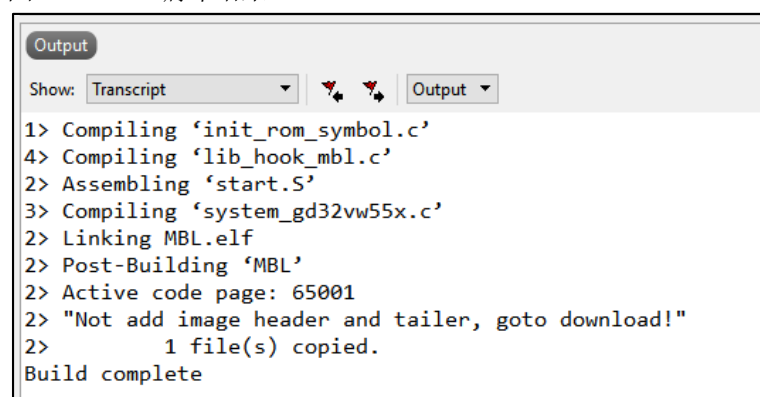 Output
Show: Transcript Output
1> Compiling ‘init_rom_symbol.c’
4> Compiling ‘lib_hook_mbl.c’
2> Assembling ‘start.S’
3> Compiling ‘system_gd32vw55x.c’
2> Linking MBL.elf
2> Post-Building ‘MBL’
2> Active code page: 65001
2> "Not add image header and tailer, goto download!"
2> 1 file(s) copied.
Build complete